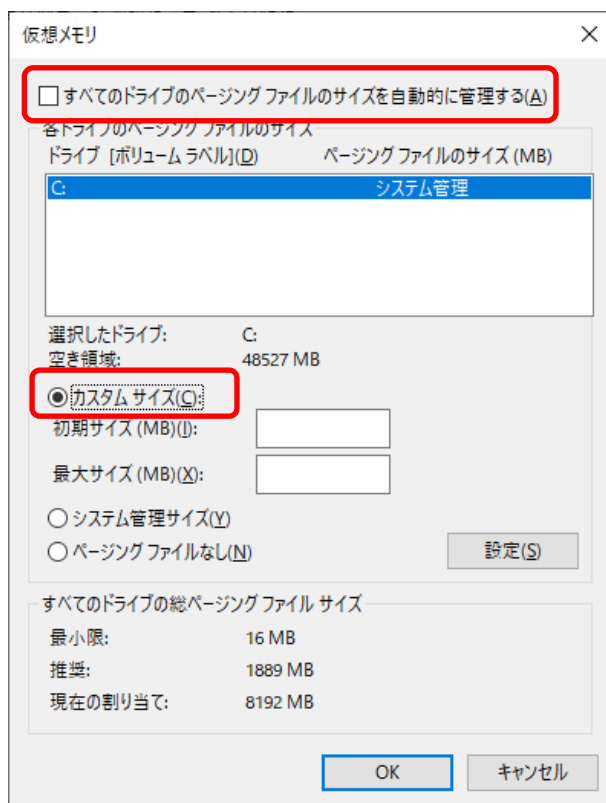 仮想メモリ
すべてのドライブのページング ファイルのサイズを自動的に管理する(A)
各ドライブのページング ファイルのサイズ
ドライブ [ボリューム ラベル](D) ページング ファイルのサイズ (MB)
C: システム管理
選択したドライブ: C:
空き領域: 48527 MB
カスタム サイズ(C):
初期サイズ (MB)(I):
最大サイズ (MB)(X):
システム管理サイズ(Y)
ページング ファイルなし(N) 設定(S)
すべてのドライブの総ページング ファイル サイズ
最小限: 16 MB
推奨: 1889 MB
現在の割り当て: 8192 MB
OK キャンセル